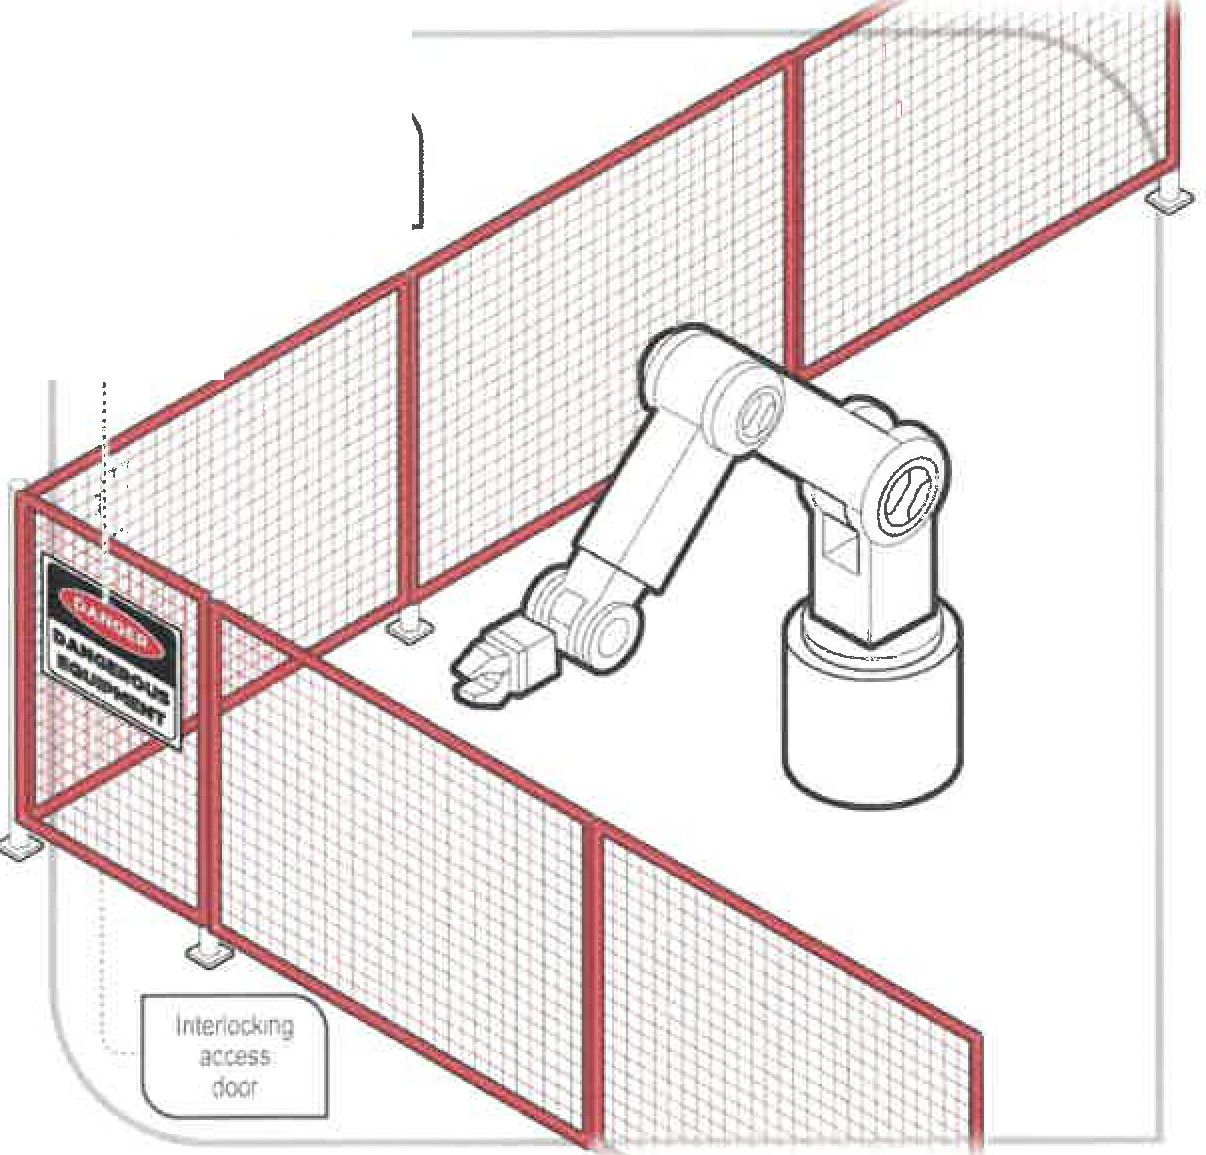 DANGER
DANGEROUS
EQUIPMENT
Interlocking
access
door